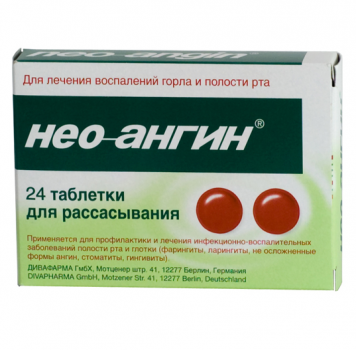 нео-ангин
Для лечения воспалений горла и полости рта
нео-ангин®
24 таблетки
для рассасывания
Применяется для профилактики и лечения инфекционно-воспалительных
заболеваний полости рта и глотки (фарингиты, ларингиты, не осложненные
формы ангин, стоматиты, гингивиты).
ДИВАФАРМА ГмбХ, Мотценер штр. 41, 12277 Берлин, Германия
DIVAPHARMA GmbH, Motzener Str. 41, 12277 Berlin, Deutschland